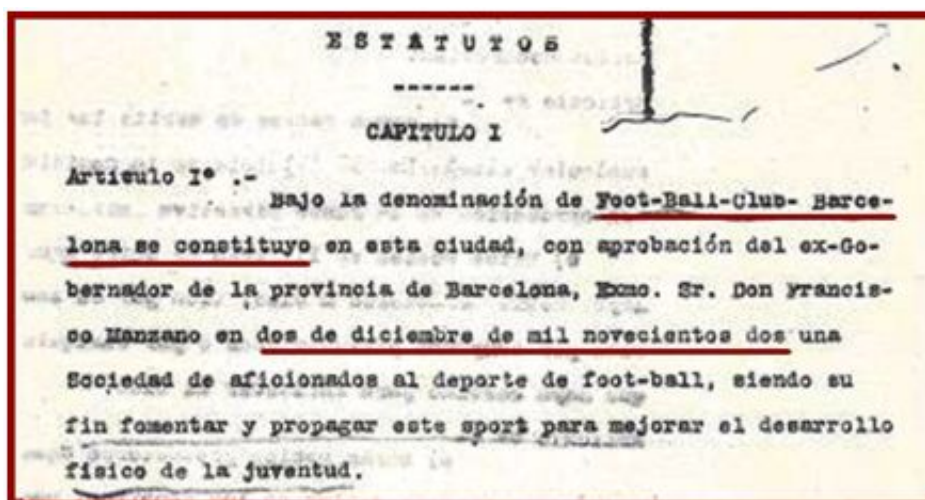 ESTATUTOS
------
CAPITULO I
Artículo Iº .-
Bajo la denominación de Foot-Ball-Club- Barce-
lona se constituyo en esta ciudad, con aprobación del ex-Go-
bernador de la provincia de Barcelona, Exmo. Sr. Don Francis-
co Manzano en dos de diciembre de mil novecientos dos una
Sociedad de aficionados al deporte de foot-ball, siendo su
fin fomentar y propagar este sport para mejorar el desarrollo
físico de la juventud.